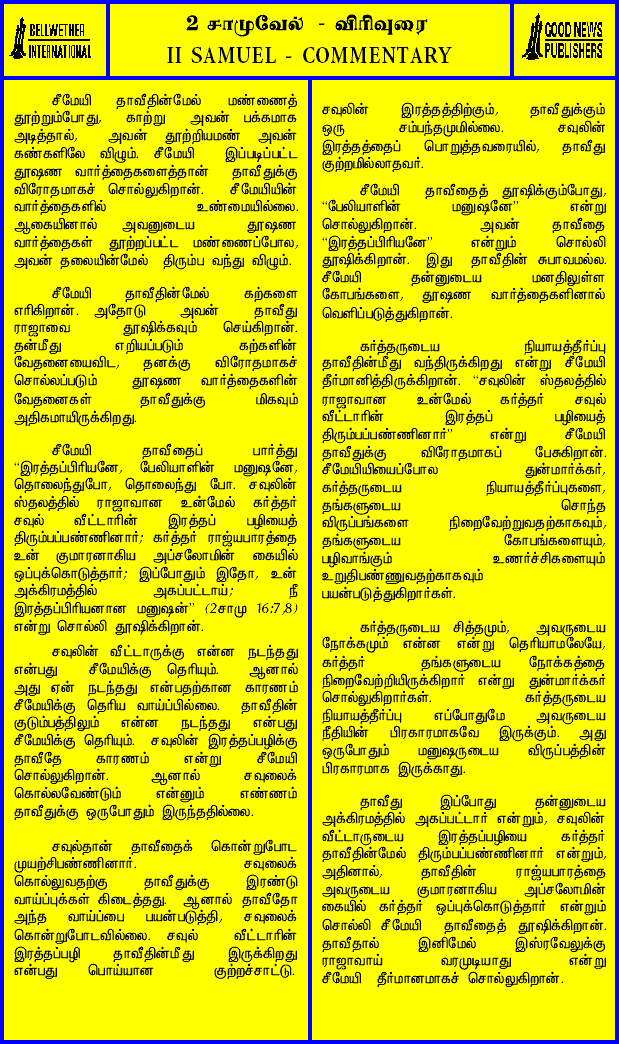 BELLWETHER
INTERNATIONAL
2 சாமுவேல் - விரிவுரை
II SAMUEL - COMMENTARY
GOOD NEWS
PUBLISHERS
சீமேயி தாவீதின்மேல் மண்ணைத்
தூற்றும்போது, காற்று அவன் பக்கமாக
அடித்தால், அவன் தூற்றியமண் அவன்
கண்களிலே விழும். சீமேயி இப்படிப்பட்ட
தூஷண வார்த்தைகளைத்தான் தாவீதுக்கு
விரோதமாகச் சொல்லுகிறான். சீமேயியின்
வார்த்தைகளில் உண்மையில்லை.
ஆகையினால் அவனுடைய தூஷண
வார்த்தைகள் தூற்றப்பட்ட மண்ணைப்போல,
அவன் தலையின்மேல் திரும்ப வந்து விழும்.
சீமேயி தாவீதின்மேல் கற்களை
எரிகிறான். அதோடு அவன் தாவீது
ராஜாவை தூஷிக்கவும் செய்கிறான்.
தன்மீது எறியப்படும் கற்களின்
வேதனையைவிட, தனக்கு விரோதமாகச்
சொல்லப்படும் தூஷண வார்த்தைகளின்
வேதனைகள் தாவீதுக்கு மிகவும்
அதிகமாயிருக்கிறது.
சீமேயி தாவீதைப் பார்த்து
“இரத்தப்பிரியனே, பேலியாளின் மனுஷனே,
தொலைந்துபோ, தொலைந்து போ. சவுலின்
ஸ்தலத்தில் ராஜாவான உன்மேல் கர்த்தர்
சவுல் வீட்டாரின் இரத்தப் பழியைத்
திரும்பப்பண்ணினார்; கர்த்தர் ராஜ்யபாரத்தை
உன் குமாரனாகிய அப்சலோமின் கையில்
ஒப்புக்கொடுத்தார்; இப்போதும் இதோ, உன்
அக்கிரமத்தில் அகப்பட்டாய்; நீ
இரத்தப்பிரியனான மனுஷன்” (2சாமு 16:7,8)
என்று சொல்லி தூஷிக்கிறான்.
சவுலின் வீட்டாருக்கு என்ன நடந்தது
என்பது சீமேயிக்கு தெரியும். ஆனால்
அது ஏன் நடந்தது என்பதற்கான காரணம்
சீமேயிக்கு தெரிய வாய்ப்பில்லை. தாவீதின்
குடும்பத்திலும் என்ன நடந்தது என்பது
சீமேயிக்கு தெரியும். சவுலின் இரத்தப்பழிக்கு
தாவீதே காரணம் என்று சீமேயி
சொல்லுகிறான். ஆனால் சவுலைக்
கொல்லவேண்டும் என்னும் எண்ணம்
தாவீதுக்கு ஒருபோதும் இருந்ததில்லை.
சவுல்தான் தாவீதைக் கொன்றுபோட
முயற்சிபண்ணினார். சவுலைக்
கொல்லுவதற்கு தாவீதுக்கு இரண்டு
வாய்ப்புக்கள் கிடைத்தது. ஆனால் தாவீதோ
அந்த வாய்ப்பை பயன்படுத்தி, சவுலைக்
கொன்றுபோடவில்லை. சவுல் வீட்டாரின்
இரத்தப்பழி தாவீதின்மீது இருக்கிறது
என்பது பொய்யான குற்றச்சாட்டு.
சவுலின் இரத்தத்திற்கும், தாவீதுக்கும்
ஒரு சம்பந்தமுமில்லை. சவுலின்
இரத்தத்தைப் பொறுத்தவரையில், தாவீது
குற்றமில்லாதவர்.
சீமேயி தாவீதைத் தூஷிக்கும்போது,
“பேலியாளின் மனுஷனே” என்று
சொல்லுகிறான். அவன் தாவீதை
“இரத்தப்பிரியனே” என்றும் சொல்லி
தூஷிக்கிறான். இது தாவீதின் சுபாவமல்ல.
சீமேயி தன்னுடைய மனதிலுள்ள
கோபங்களை, தூஷண வார்த்தைகளினால்
வெளிப்படுத்துகிறான்.
கர்த்தருடைய நியாயத்தீர்ப்பு
தாவீதின்மீது வந்திருக்கிறது என்று சீமேயி
தீர்மானித்திருக்கிறான். “சவுலின் ஸ்தலத்தில்
ராஜாவான உன்மேல் கர்த்தர் சவுல்
வீட்டாரின் இரத்தப் பழியைத்
திரும்பப்பண்ணினார்” என்று சீமேயி
தாவீதுக்கு விரோதமாகப் பேசுகிறான்.
சீமேயியையப்போல துன்மார்க்கர்,
கர்த்தருடைய நியாயத்தீர்ப்புகளை,
தங்களுடைய சொந்த
விருப்பங்களை நிறைவேற்றுவதற்காகவும்,
தங்களுடைய கோபங்களையும்,
பழிவாங்கும் உணர்ச்சிகளையும்
உறுதிபண்ணுவதற்காகவும்
பயன்படுத்துகிறார்கள்.
கர்த்தருடைய சித்தமும், அவருடைய
நோக்கமும் என்ன என்று தெரியாமலேயே,
கர்த்தர் தங்களுடைய நோக்கத்தை
நிறைவேற்றியிருக்கிறார் என்று துன்மார்க்கர்
சொல்லுகிறார்கள். கர்த்தருடைய
நியாயத்தீர்ப்பு எப்போதுமே அவருடைய
நீதியின் பிரகாரமாகவே இருக்கும். அது
ஒருபோதும் மனுஷருடைய விருப்பத்தின்
பிரகாரமாக இருக்காது.
தாவீது இப்போது தன்னுடைய
அக்கிரமத்தில் அகப்பட்டார் என்றும், சவுலின்
வீட்டாருடைய இரத்தப்பழியை கர்த்தர்
தாவீதின்மேல் திரும்பப்பண்ணினார் என்றும்,
அதினால், தாவீதின் ராஜ்யபாரத்தை
அவருடைய குமாரனாகிய அப்சலோமின்
கையில் கர்த்தர் ஒப்புக்கொடுத்தார் என்றும்
சொல்லி சீமேயி தாவீதைத் தூஷிக்கிறான்.
தாவீதால் இனிமேல் இஸ்ரவேலுக்கு
ராஜாவாய் வரமுடியாது என்று
சீமேயி தீர்மானமாகச் சொல்லுகிறான்.